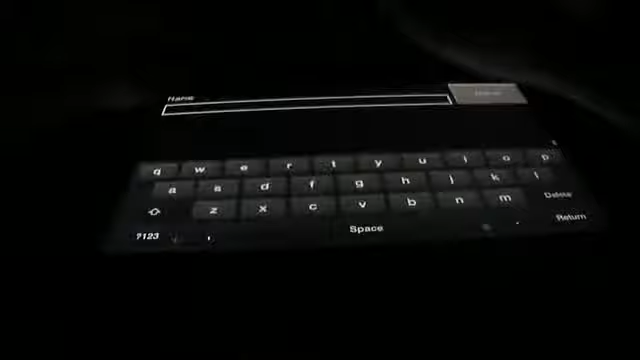 Name
q w e r t y u i o p
a s d f g h j k l
Delete
z x c v b n m
Return
?123 , Space .